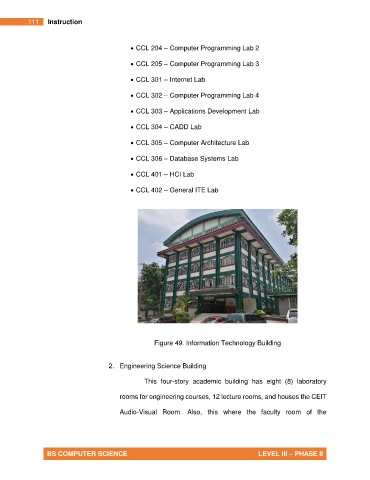 111 Instruction
• CCL 204 – Computer Programming Lab 2
• CCL 205 – Computer Programming Lab 3
• CCL 301 – Internet Lab
• CCL 302 – Computer Programming Lab 4
• CCL 303 – Applications Development Lab
• CCL 304 – CADD Lab
• CCL 305 – Computer Architecture Lab
• CCL 306 – Database Systems Lab
• CCL 401 – HCI Lab
• CCL 402 – General ITE Lab
Figure 49. Information Technology Building
2. Engineering Science Building
This four-story academic building has eight (8) laboratory
rooms for engineering courses, 12 lecture rooms, and houses the CEIT
Audio-Visual Room. Also, this where the faculty room of the
BS COMPUTER SCIENCE LEVEL III – PHASE II